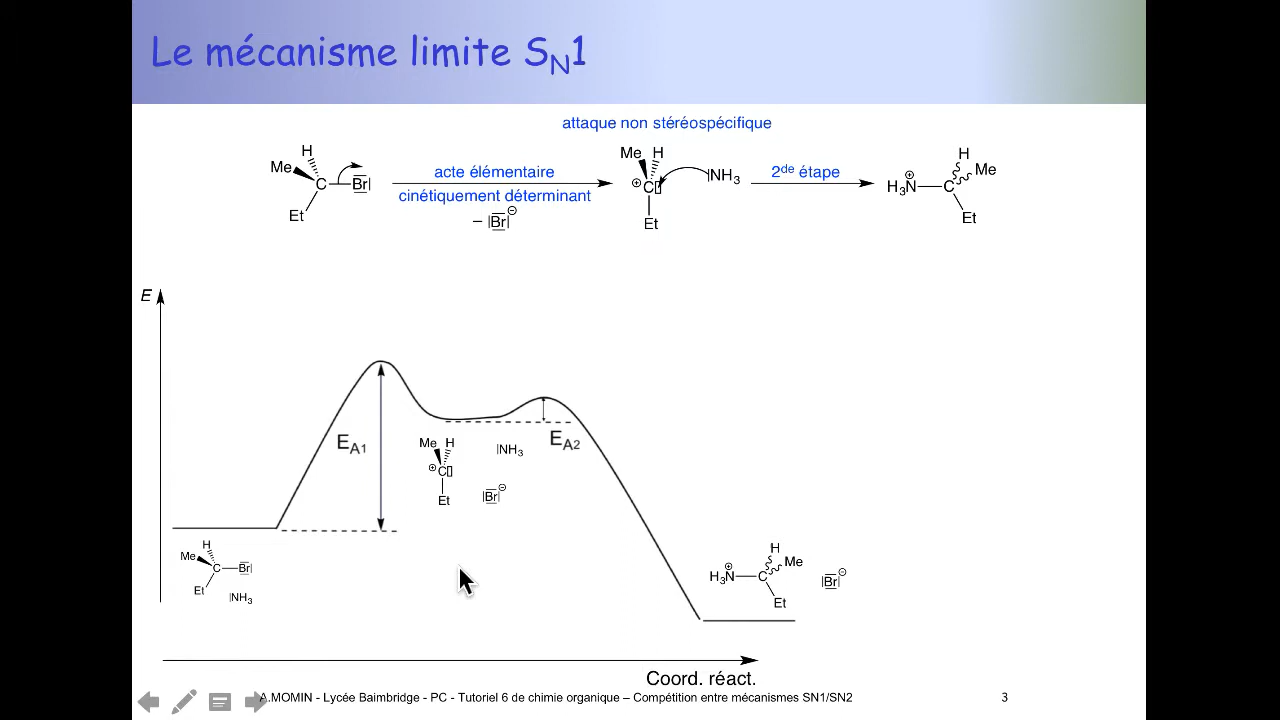 Le mécanisme limite SN1
attaque non stéréospécifique
H
Me
C
Br
Et
acte élémentaire
cinétiquement déterminant
– |Br|⊖
Me H
⊕C
Et
|NH3
2de étape
H
Me
H3N⊕
C
Et
E
EA1
Me H
⊕C
Et
|NH3
|Br|⊖
EA2
H
Me
C
Br|
Et
|NH3
H
Me
H3N⊕
C
Et
|Br|⊖
Coord. réact.
A.MOMIN - Lycée Baimbridge - PC - Tutoriel 6 de chimie organique – Compétition entre mécanismes SN1/SN2
3